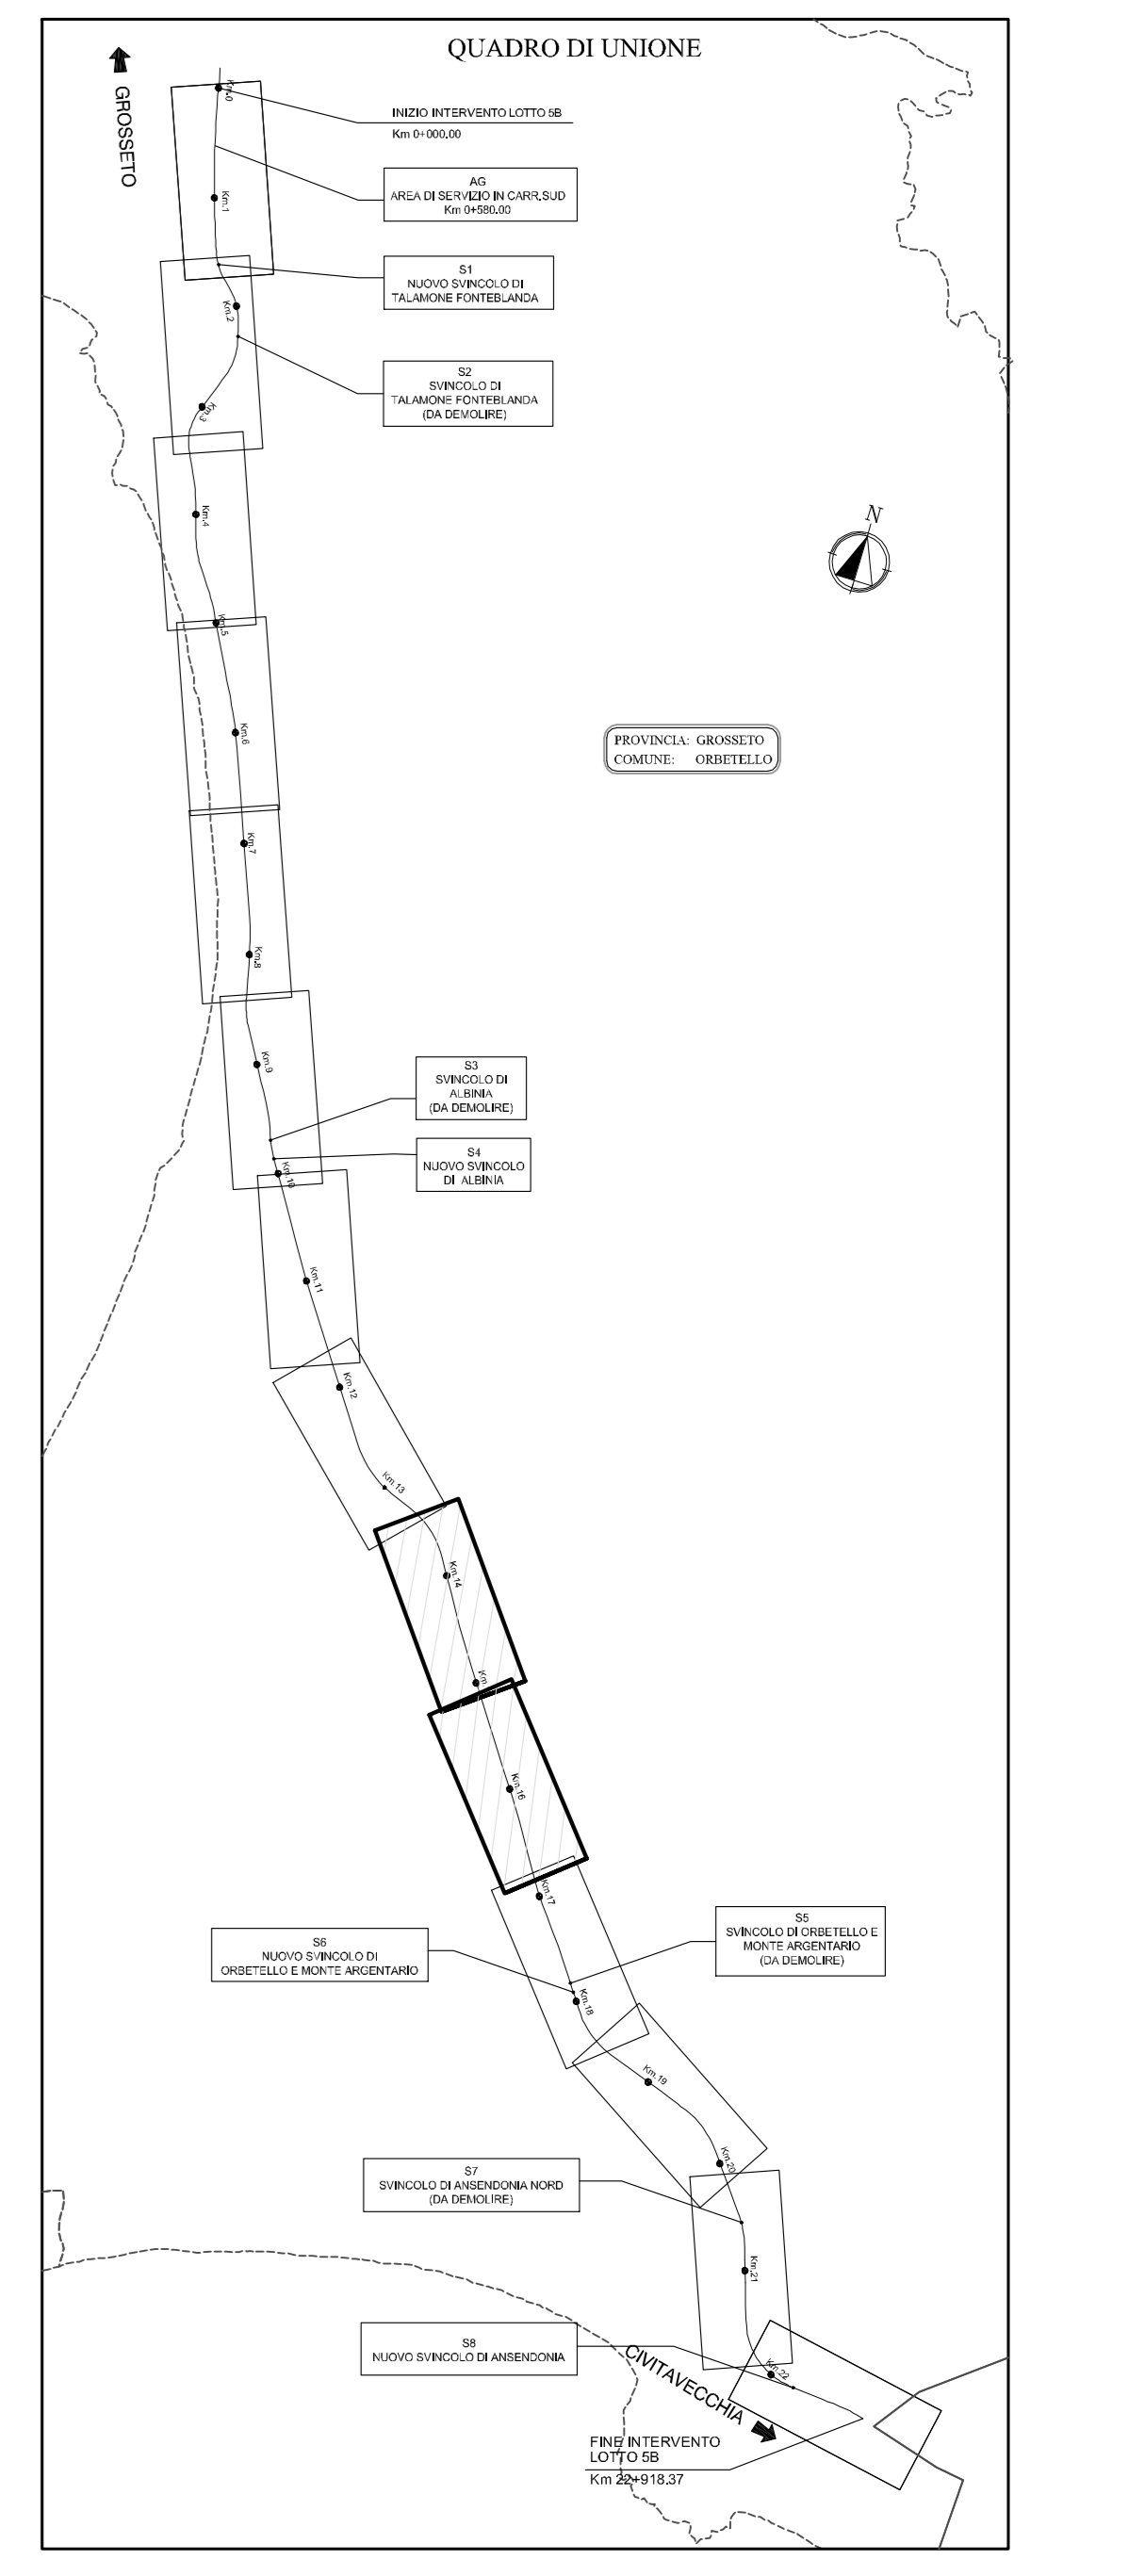 QUADRO DI UNIONE
GROSSETO
Km.0
INIZIO INTERVENTO LOTTO 5B
Km 0+000.00
AG
AREA DI SERVIZIO IN CARR.SUD
Km 0+580.00
Km.1
S1
NUOVO SVINCOLO DI
TALAMONE FONTEBLANDA
Km.2
S2
SVINCOLO DI
TALAMONE FONTEBLANDA
(DA DEMOLIRE)
Km.3
Km.4
N
Km.5
Km.6
PROVINCIA: GROSSETO
COMUNE: ORBETELLO
Km.7
Km.8
Km.9
S3
SVINCOLO DI
ALBINIA
(DA DEMOLIRE)
S4
NUOVO SVINCOLO
DI ALBINIA
Km.10
Km.11
Km.12
Km.13
Km.14
Km
Km.16
Km.17
S5
SVINCOLO DI ORBETELLO E
MONTE ARGENTARIO
(DA DEMOLIRE)
S6
NUOVO SVINCOLO DI
ORBETELLO E MONTE ARGENTARIO
Km.18
Km.19
Km.20
S7
SVINCOLO DI ANSENDONIA NORD
(DA DEMOLIRE)
Km.21
S8
NUOVO SVINCOLO DI ANSENDONIA
Km.22
CIVITAVECCHIA
FINE INTERVENTO
LOTTO 5B
Km 22+918.37